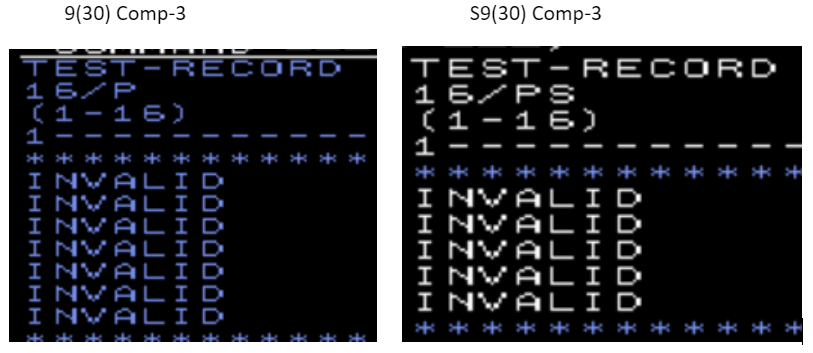 9(30) Comp-3
TEST-RECORD
16/P
(1-16)
1-----------
************
INVALID
INVALID
INVALID
INVALID
INVALID
INVALID
INVALID
************
S9(30) Comp-3
TEST-RECORD
16/PS
(1-16)
1-----------
************
INVALID
INVALID
INVALID
INVALID
INVALID
************